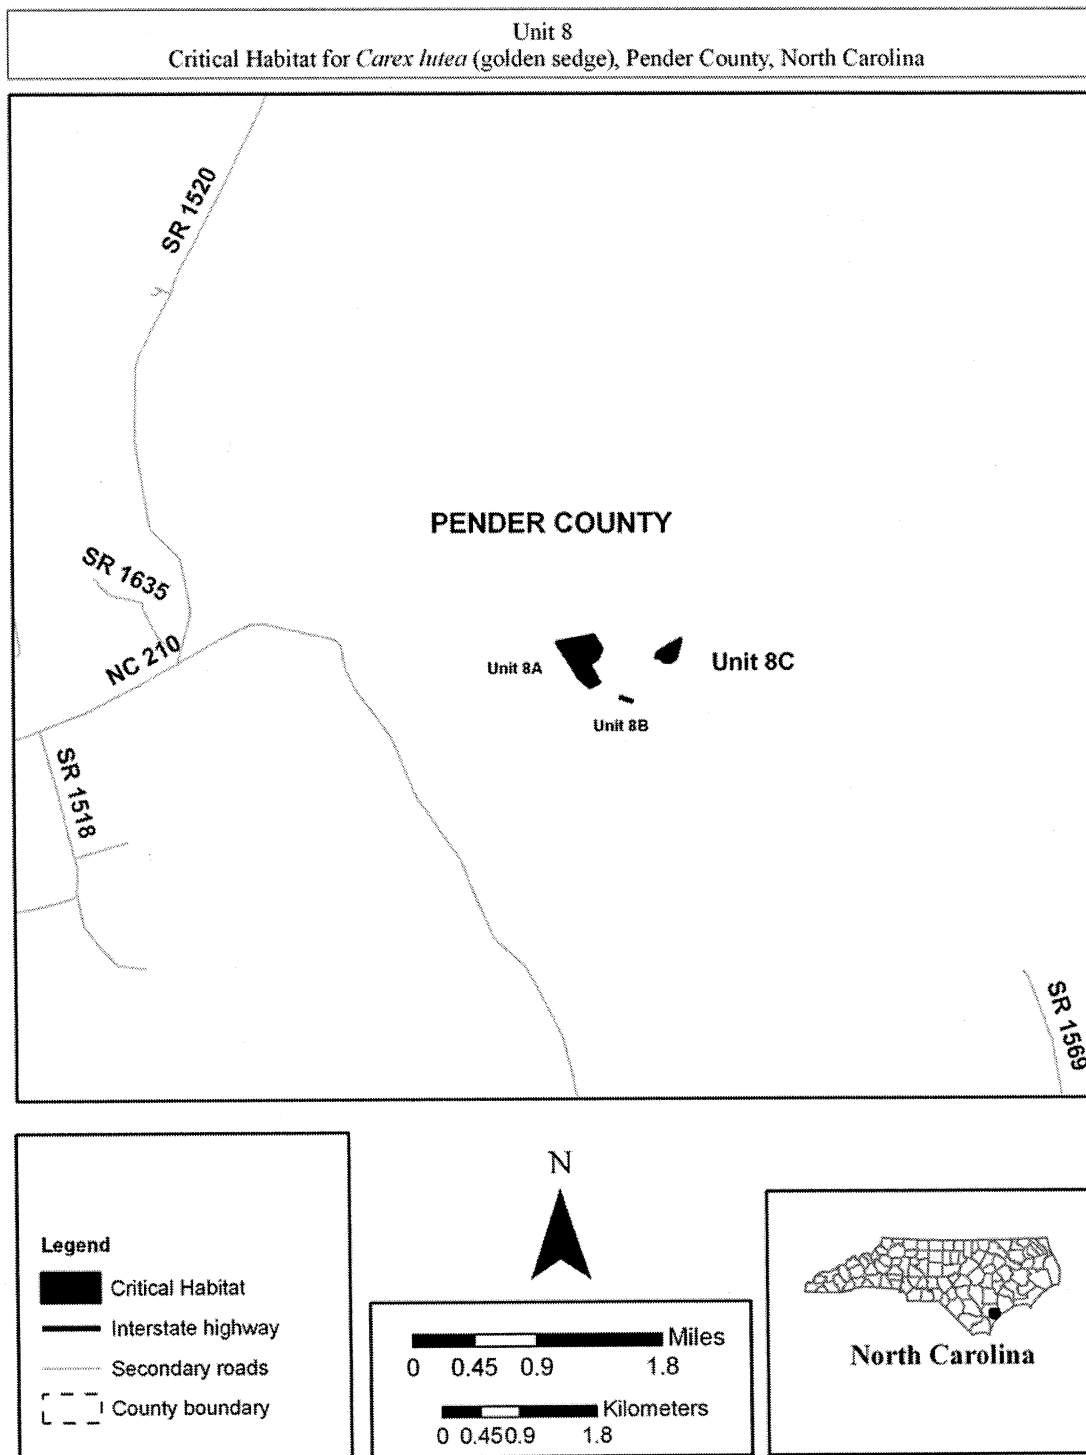 Unit 8
Critical Habitat for Carex lutea (golden sedge), Pender County, North Carolina
SR 1520
PENDER COUNTY
SR 1635
NC 210
Unit 8A
Unit 8C
Unit 8B
SR 1518
SR 1569
N
Legend
Critical Habitat
Interstate highway
Secondary roads
County boundary
Miles
0 0.45 0.9 1.8
Kilometers
0 0.45 0.9 1.8
North Carolina